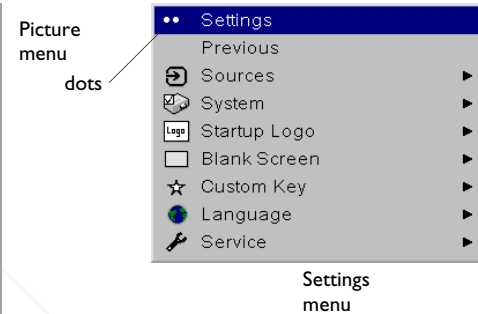 Picture
menu
dots
Settings
Previous
Sources
System
Logo Startup Logo
Blank Screen
Custom Key
Language
Service
Settings
menu